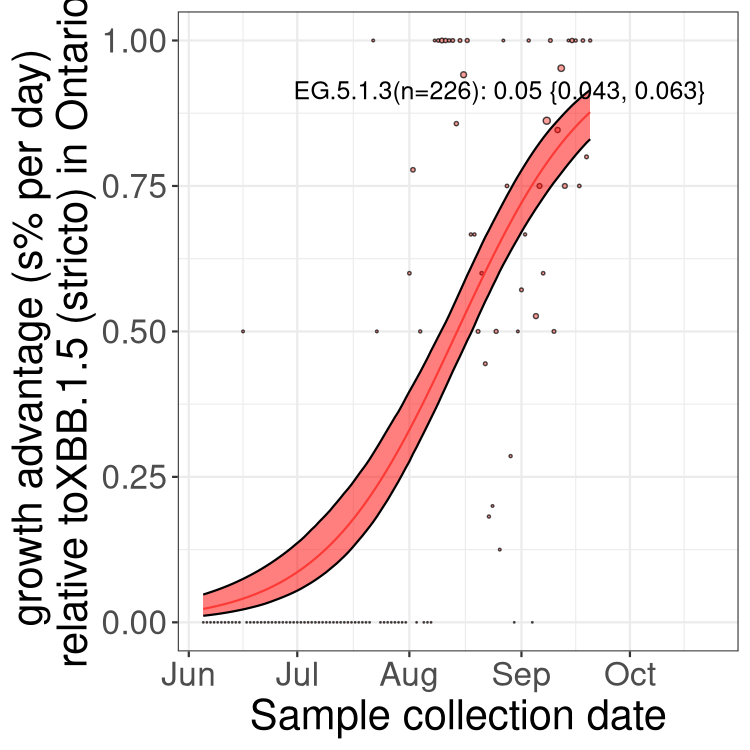 growth advantage (s% per day)
relative toXBB.1.5 (stricto) in Ontario
1.00
0.75
0.50
0.25
0.00
EG.5.1.3(n=226): 0.05 {0.043, 0.063}
Jun Jul Aug Sep Oct
Sample collection date